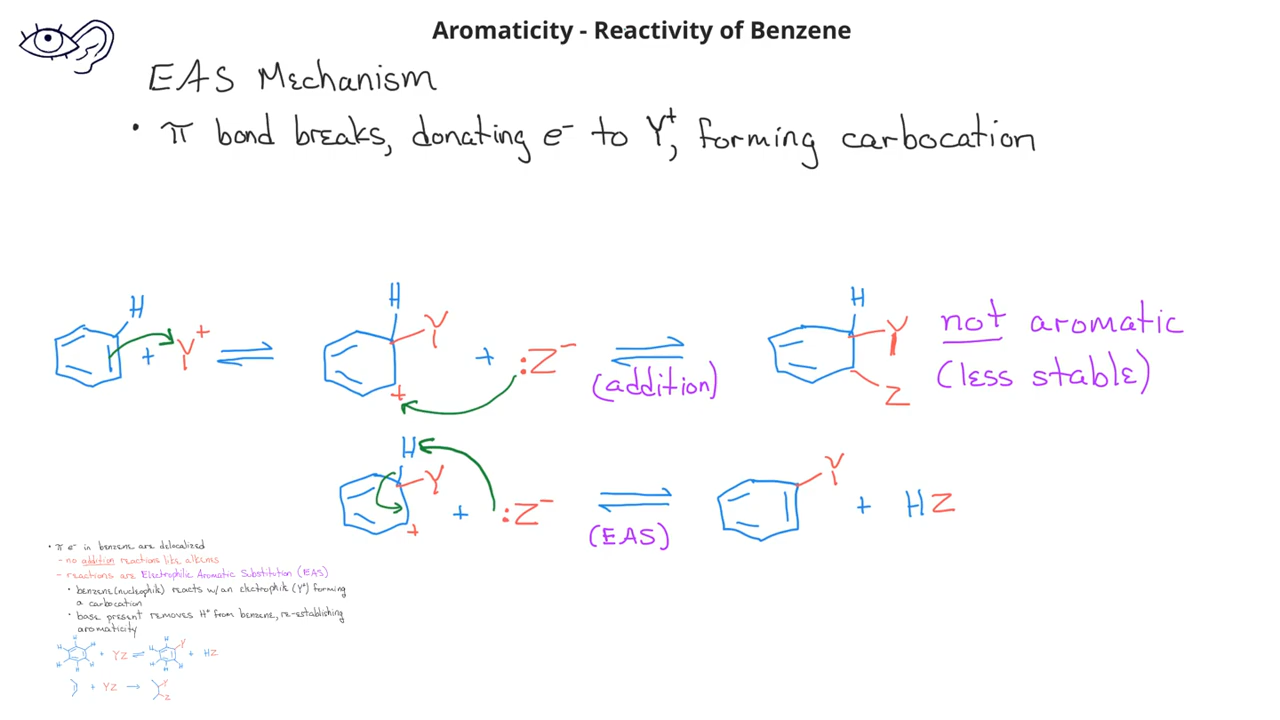 Aromaticity - Reactivity of Benzene
EAS Mechanism
• π bond breaks, donating e⁻ to Y⁺, forming carbocation
H + Y⁺ ⇌ H Y + + :Z⁻ ⇌ H Y Z not aromatic
(addition) (less stable)
H Y + + :Z⁻ ⇌ Y + HZ
(EAS)
• π e⁻ in benzene are delocalized
- no addition reactions like alkenes
- reactions are Electrophilic Aromatic Substitution (EAS)
• benzene (nucleophile) reacts w/ an electrophile (Y⁺) forming
a carbocation
• base present removes H⁺ from benzene, re-establishing
aromaticity
H H H H H H + YZ ⇌ H Y H H H H + HZ
+ YZ → Y Z